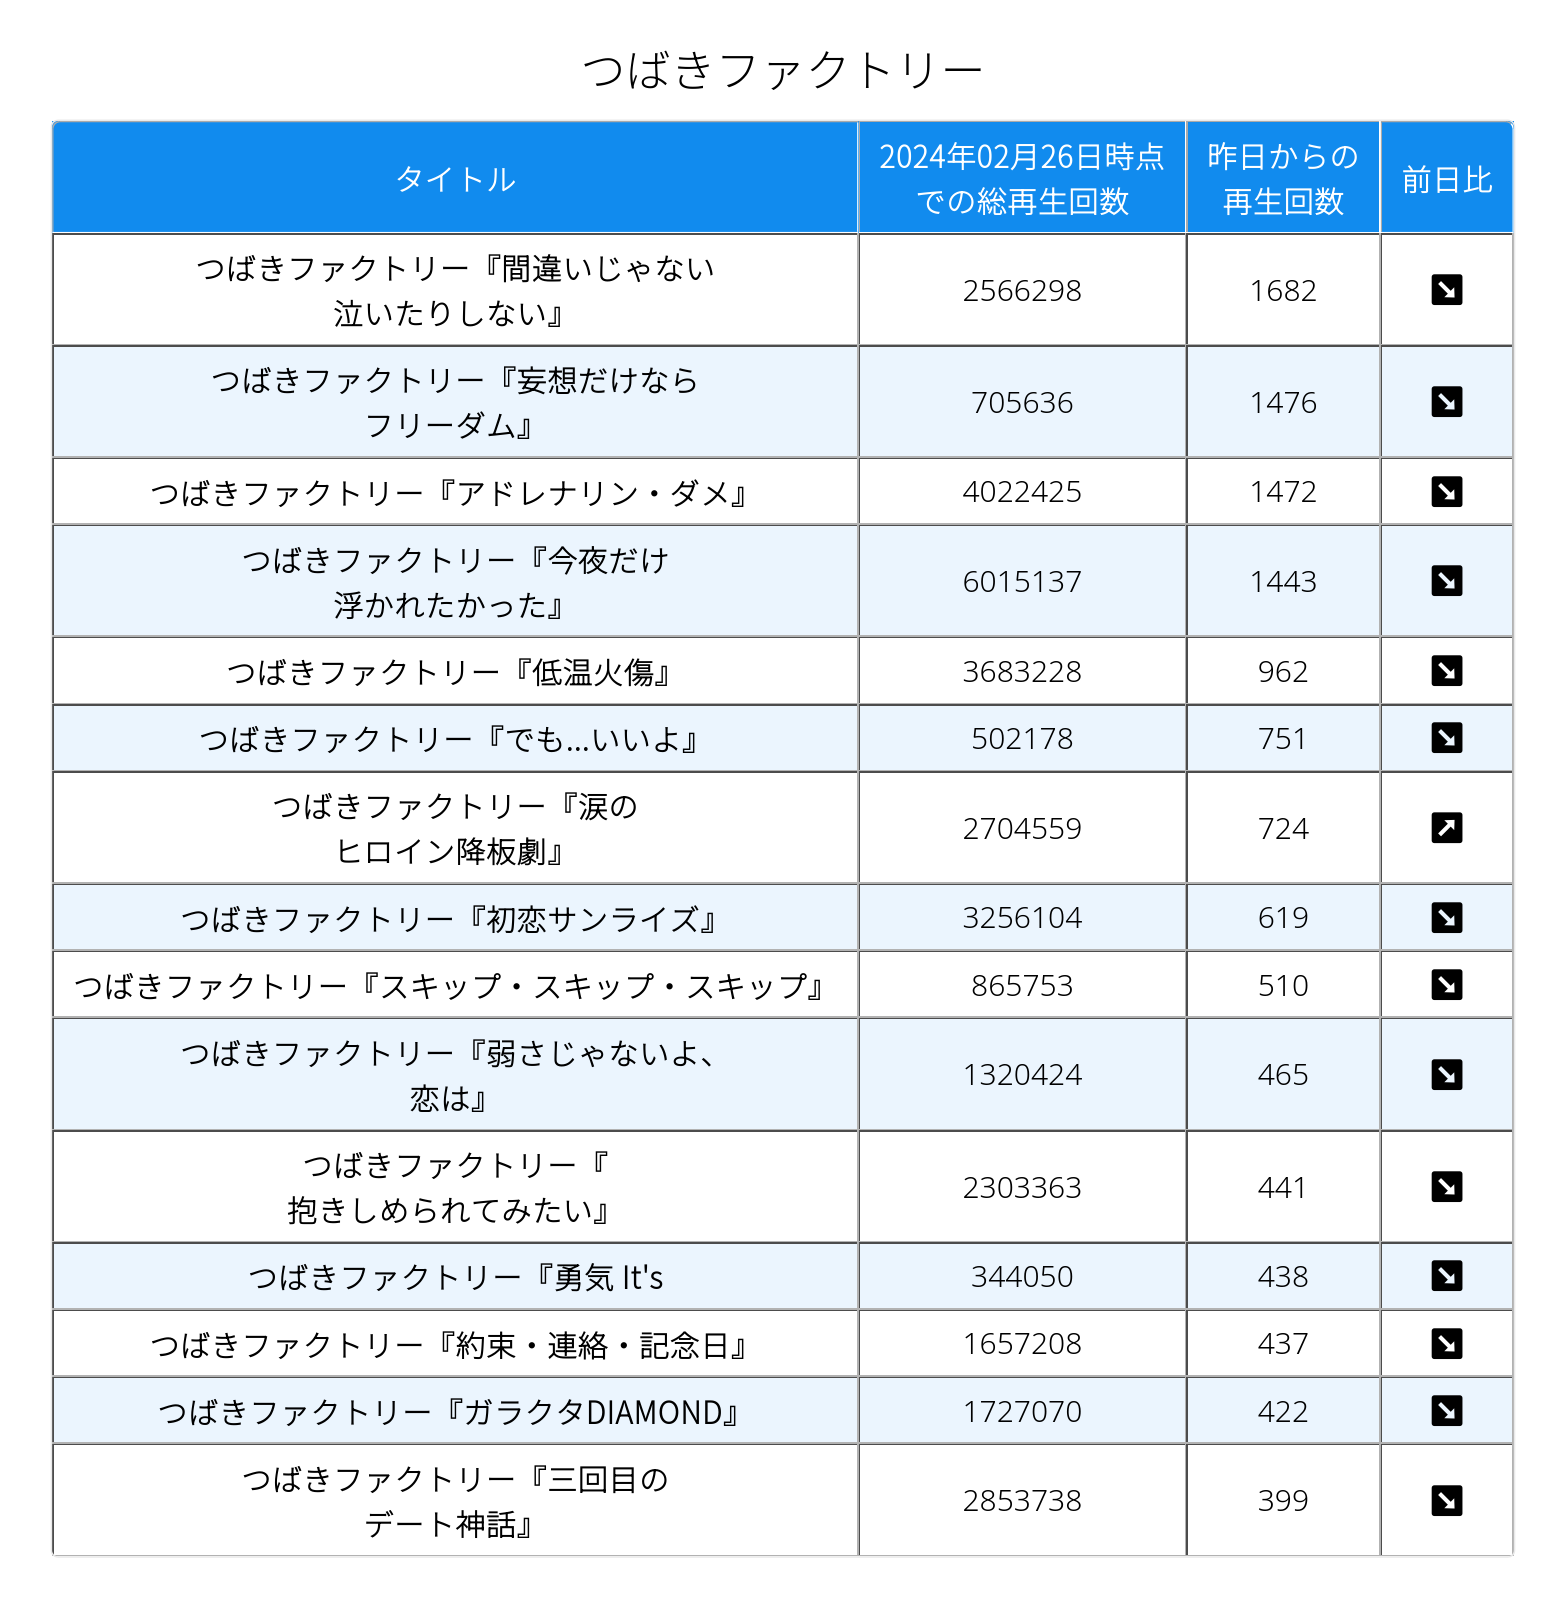 つばきファクトリー
タイトル
2024年02月26日時点
での総再生回数
昨日からの
再生回数
前日比
つばきファクトリー『間違いじゃない
泣いたりしない』
2566298
1682
つばきファクトリー『妄想だけなら
フリーダム』
705636
1476
つばきファクトリー『アドレナリン・ダメ』
4022425
1472
つばきファクトリー『今夜だけ
浮かれたかった』
6015137
1443
つばきファクトリー『低温火傷』
3683228
962
つばきファクトリー『でも...いいよ』
502178
751
つばきファクトリー『涙の
ヒロイン降板劇』
2704559
724
つばきファクトリー『初恋サンライズ』
3256104
619
つばきファクトリー『スキップ・スキップ・スキップ』
865753
510
つばきファクトリー『弱さじゃないよ、
恋は』
1320424
465
つばきファクトリー『
抱きしめられてみたい』
2303363
441
つばきファクトリー『勇気 It's
344050
438
つばきファクトリー『約束・連絡・記念日』
1657208
437
つばきファクトリー『ガラクタDIAMOND』
1727070
422
つばきファクトリー『三回目の
デート神話』
2853738
399